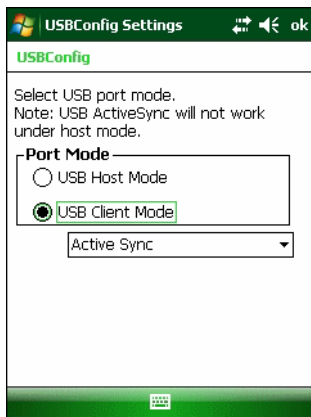 USBConfig Settings ok
USBConfig
Select USB port mode.
Note: USB ActiveSync will not work
under host mode.
Port Mode
USB Host Mode
USB Client Mode
Active Sync